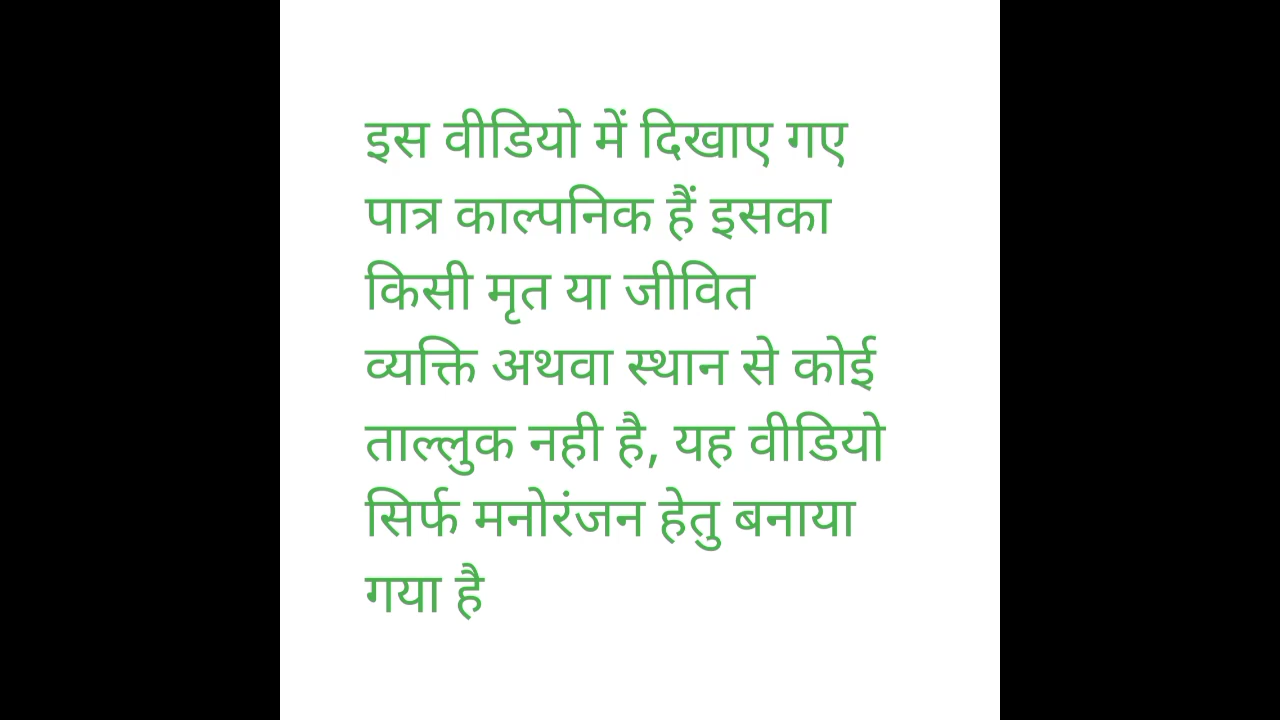 इस वीडियो में दिखाए गए
पात्र काल्पनिक हैं इसका
किसी मृत या जीवित
व्यक्ति अथवा स्थान से कोई
ताल्लुक नही है, यह वीडियो
सिर्फ मनोरंजन हेतु बनाया
गया है